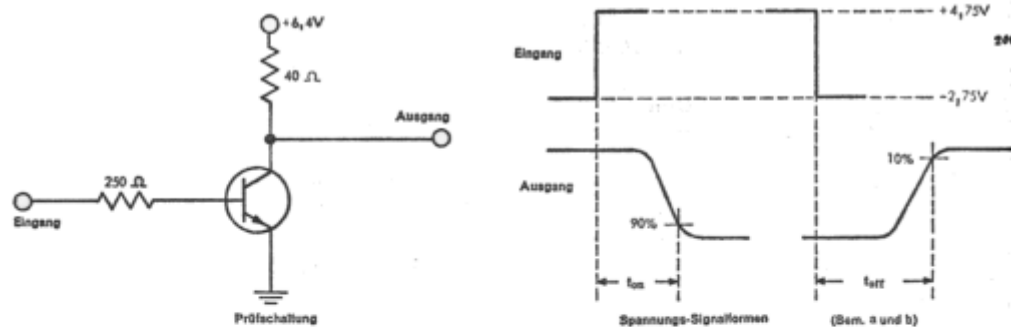 +6,4V
40 Ω
Ausgang
250 Ω
Eingang
Prüfschaltung
Eingang
+4,75V
-2,75V
Ausgang
90%
10%
ton
toff
Spannungs-Signalformen
(Bem. a und b)